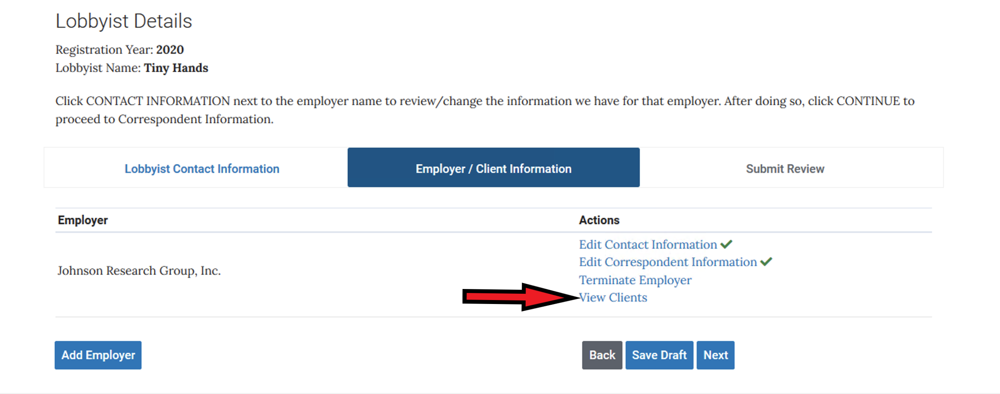 Lobbyist Details
Registration Year: 2020
Lobbyist Name: Tiny Hands
Click CONTACT INFORMATION next to the employer name to review/change the information we have for that employer. After doing so, click CONTINUE to
proceed to Correspondent Information.
Lobbyist Contact Information
Employer / Client Information
Submit Review
Employer
Actions
Johnson Research Group, Inc.
Edit Contact Information
Edit Correspondent Information
Terminate Employer
View Clients
Add Employer
Back
Save Draft
Next